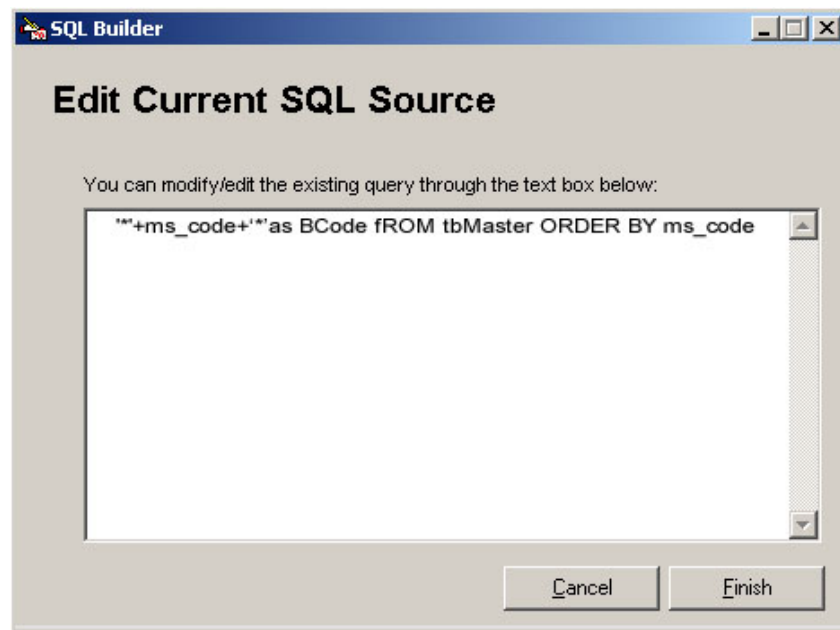 SQL Builder
Edit Current SQL Source
You can modify/edit the existing query through the text box below:
'*'+ms_code+'*'as BCode fROM tbMaster ORDER BY ms_code
Cancel
Finish